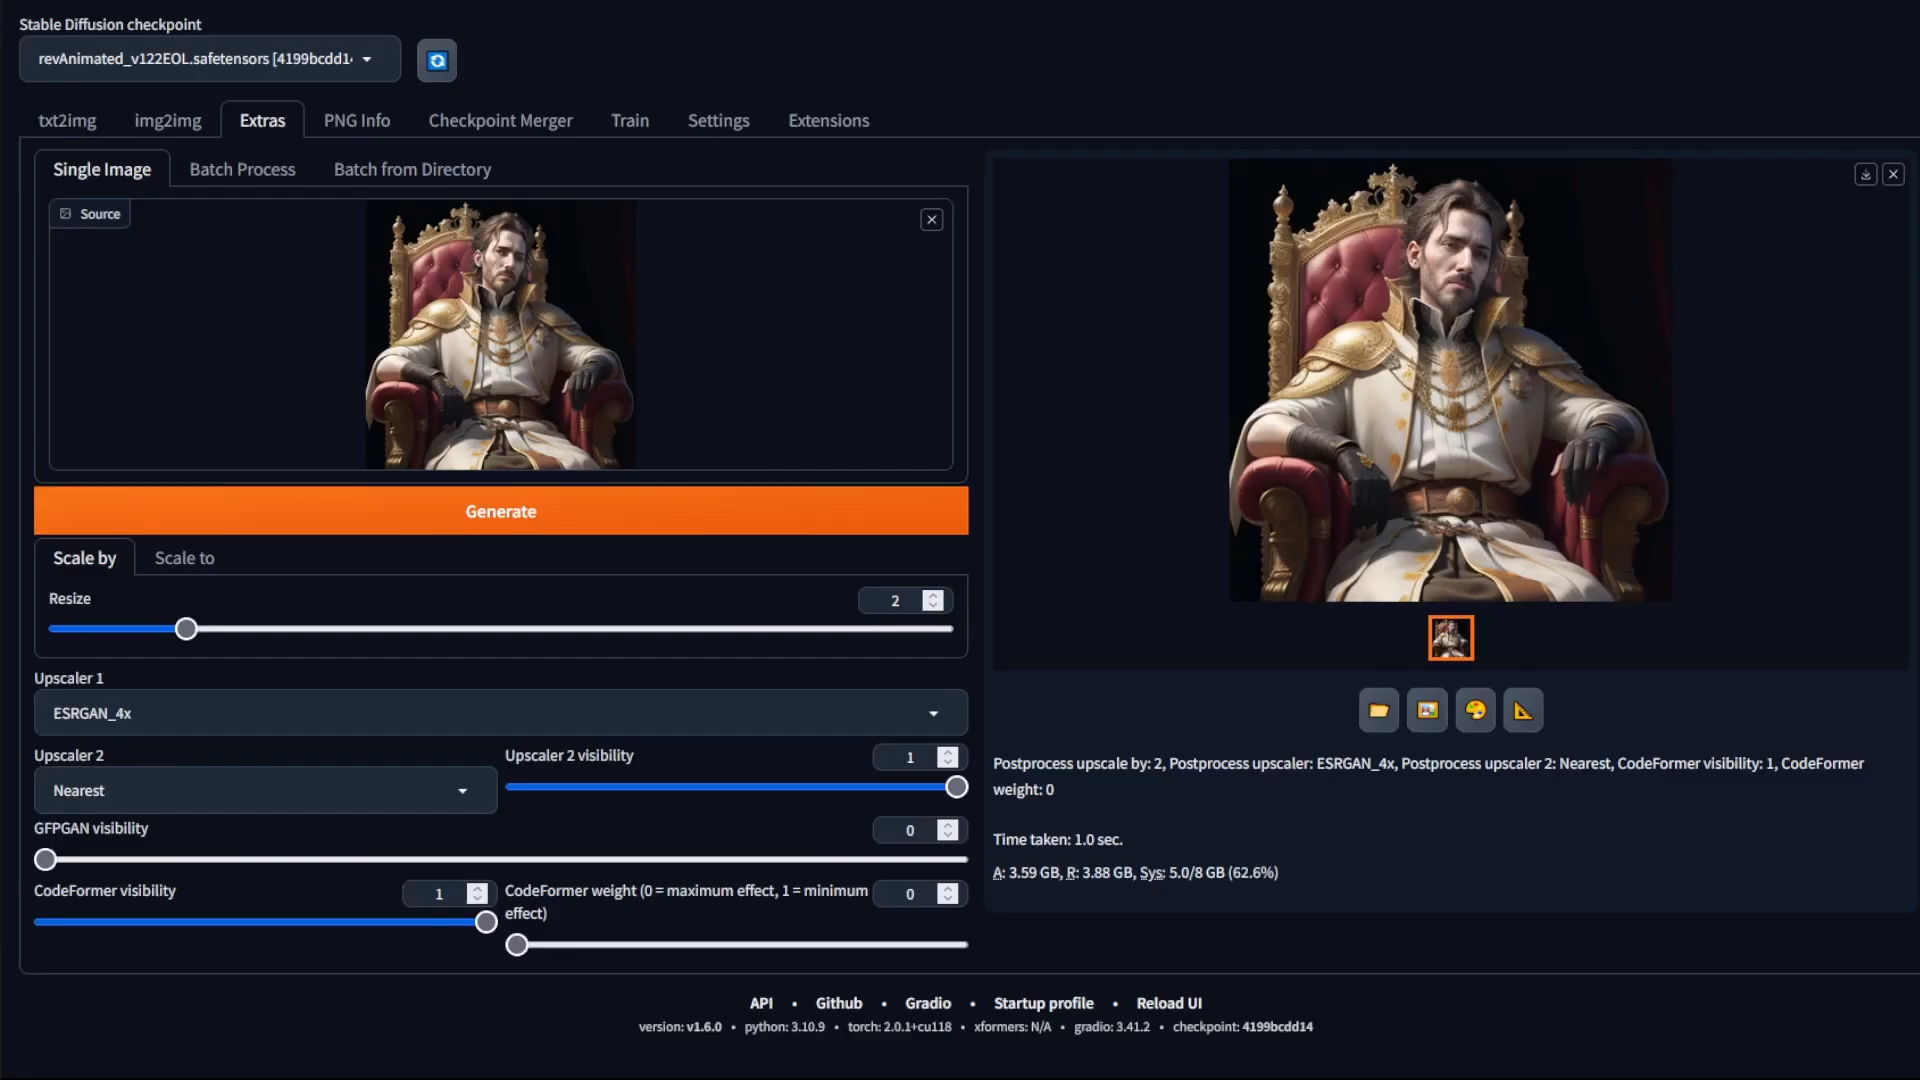 Stable Diffusion checkpoint
revAnimated_v122EOL.safetensors [4199bcdd1
txt2img img2img Extras PNG Info Checkpoint Merger Train Settings Extensions
Single Image Batch Process Batch from Directory
Source
Generate
Scale by Scale to
Resize 2
Upscaler 1
ESRGAN_4x
Upscaler 2 Upscaler 2 visibility 1
Nearest
GFPGAN visibility 0
CodeFormer visibility 1 CodeFormer weight (0 = maximum effect, 1 = minimum 0
effect)
Postprocess upscale by: 2, Postprocess upscaler: ESRGAN_4x, Postprocess upscaler 2: Nearest, CodeFormer visibility: 1, CodeFormer
weight: 0
Time taken: 1.0 sec.
A: 3.59 GB, R: 3.88 GB, Sys: 5.0/8 GB (62.6%)
API • Github • Gradio • Startup profile • Reload UI
version: v1.6.0 • python: 3.10.9 • torch: 2.0.1+cu118 • xformers: N/A • gradio: 3.41.2 • checkpoint: 4199bcdd14